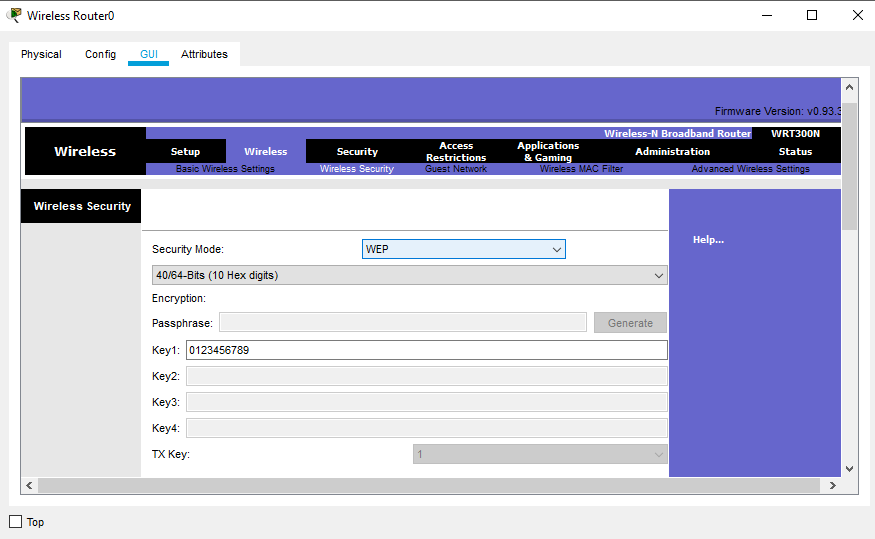 Wireless Router0
Physical Config GUI Attributes
Firmware Version: v0.93.3
Wireless-N Broadband Router WRT300N
Wireless Setup Wireless Security Access Restrictions Applications & Gaming Administration Status
Basic Wireless Settings Wireless Security Guest Network Wireless MAC Filter Advanced Wireless Settings
Wireless Security
Help...
Security Mode: WEP
40/64-Bits (10 Hex digits)
Encryption:
Passphrase: Generate
Key1: 0123456789
Key2:
Key3:
Key4:
TX Key: 1
Top